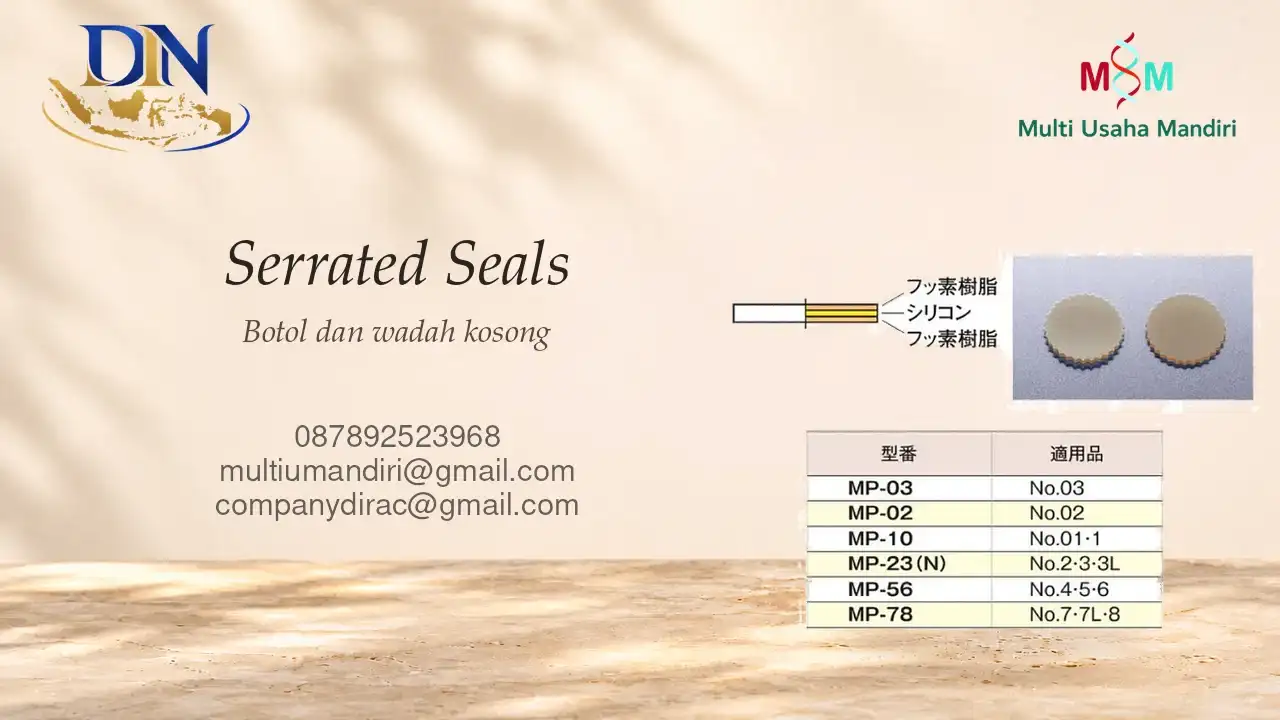 DIN
MSM
Multi Usaha Mandiri
Serrated Seals
Botol dan wadah kosong
087892523968
multiumandiri@gmail.com
companydirac@gmail.com
フッ素樹脂
シリコン
フッ素樹脂
型番 適用品
MP-03 No.03
MP-02 No.02
MP-10 No.01·1
MP-23(N) No.2·3·3L
MP-56 No.4·5·6
MP-78 No.7·7L·8